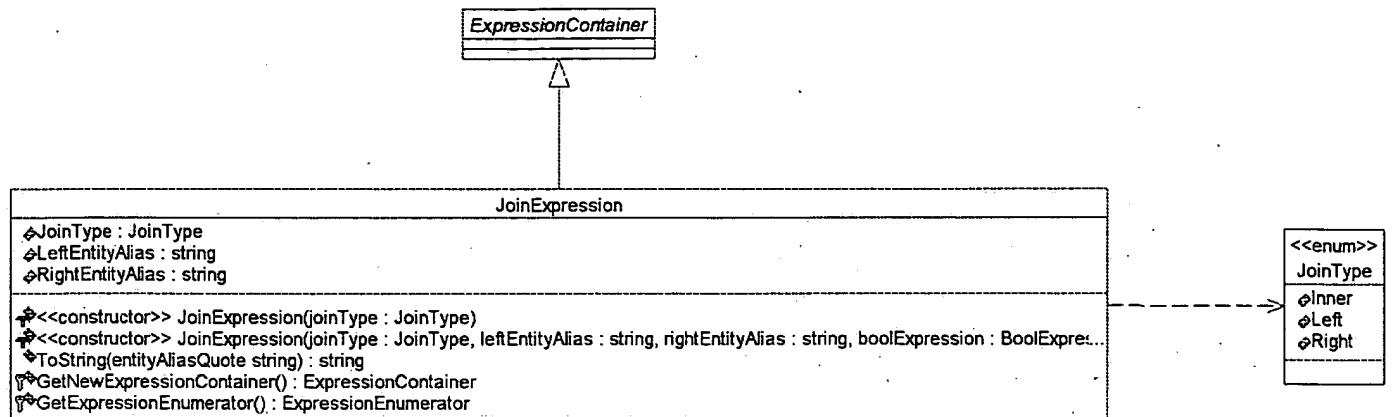 ExpressionContainer
JoinExpression
JoinType : JoinType
LeftEntityAlias : string
RightEntityAlias : string
<<constructor>> JoinExpression(joinType : JoinType)
<<constructor>> JoinExpression(joinType : JoinType, leftEntityAlias : string, rightEntityAlias : string, boolExpression : BoolExpres...
ToString(entityAliasQuote string) : string
GetNewExpressionContainer() : ExpressionContainer
GetExpressionEnumerator() : ExpressionEnumerator
<<enum>>
JoinType
Inner
Left
Right